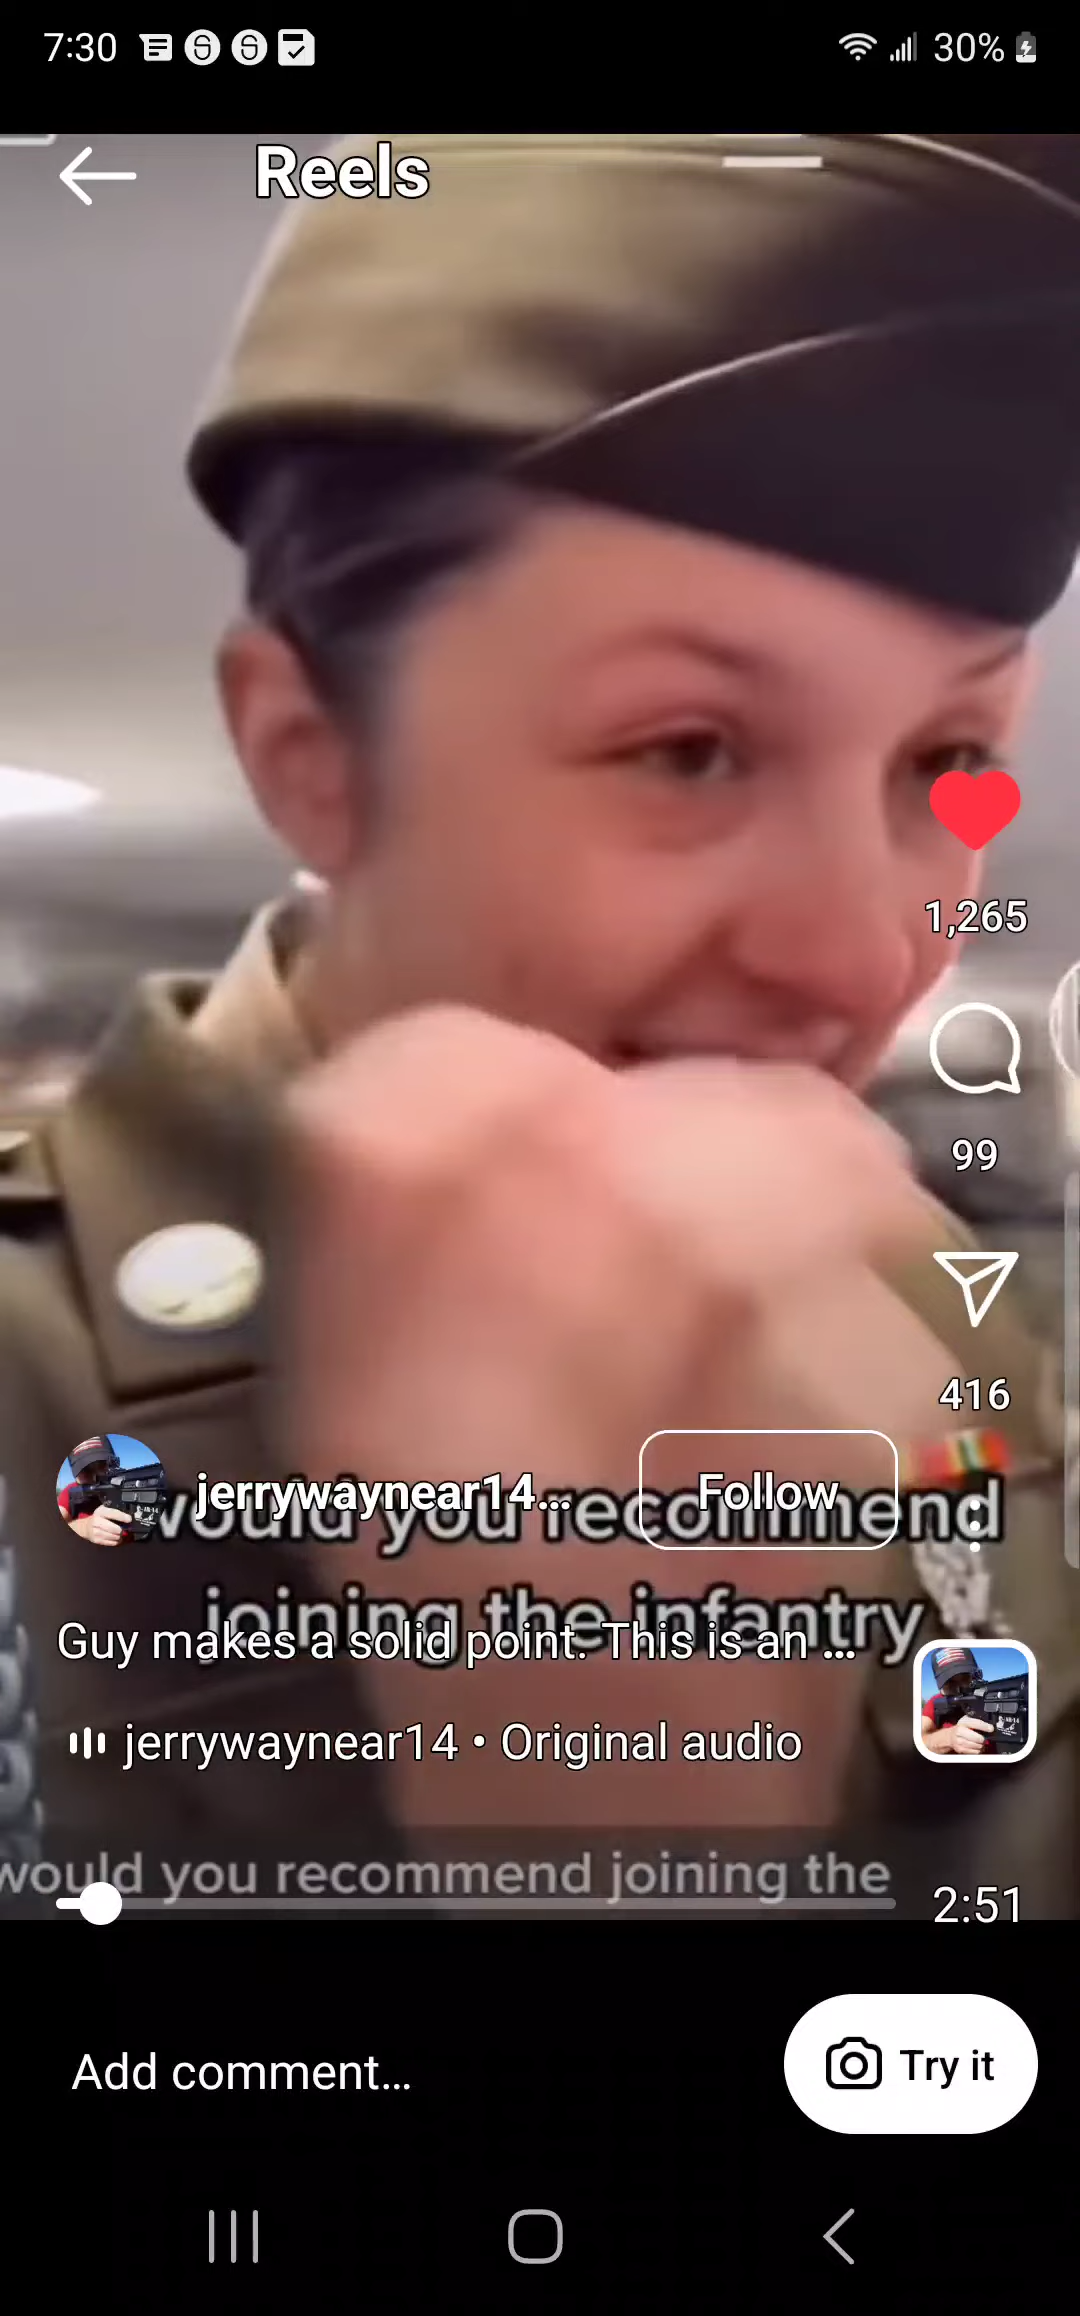 7:30
30%
Reels
1,265
99
416
jerrywaynear14...
Follow
would you recommend
joining the infantry
Guy makes a solid point. This is an ...
jerrywaynear14 • Original audio
would you recommend joining the
2:51
Add comment...
Try it